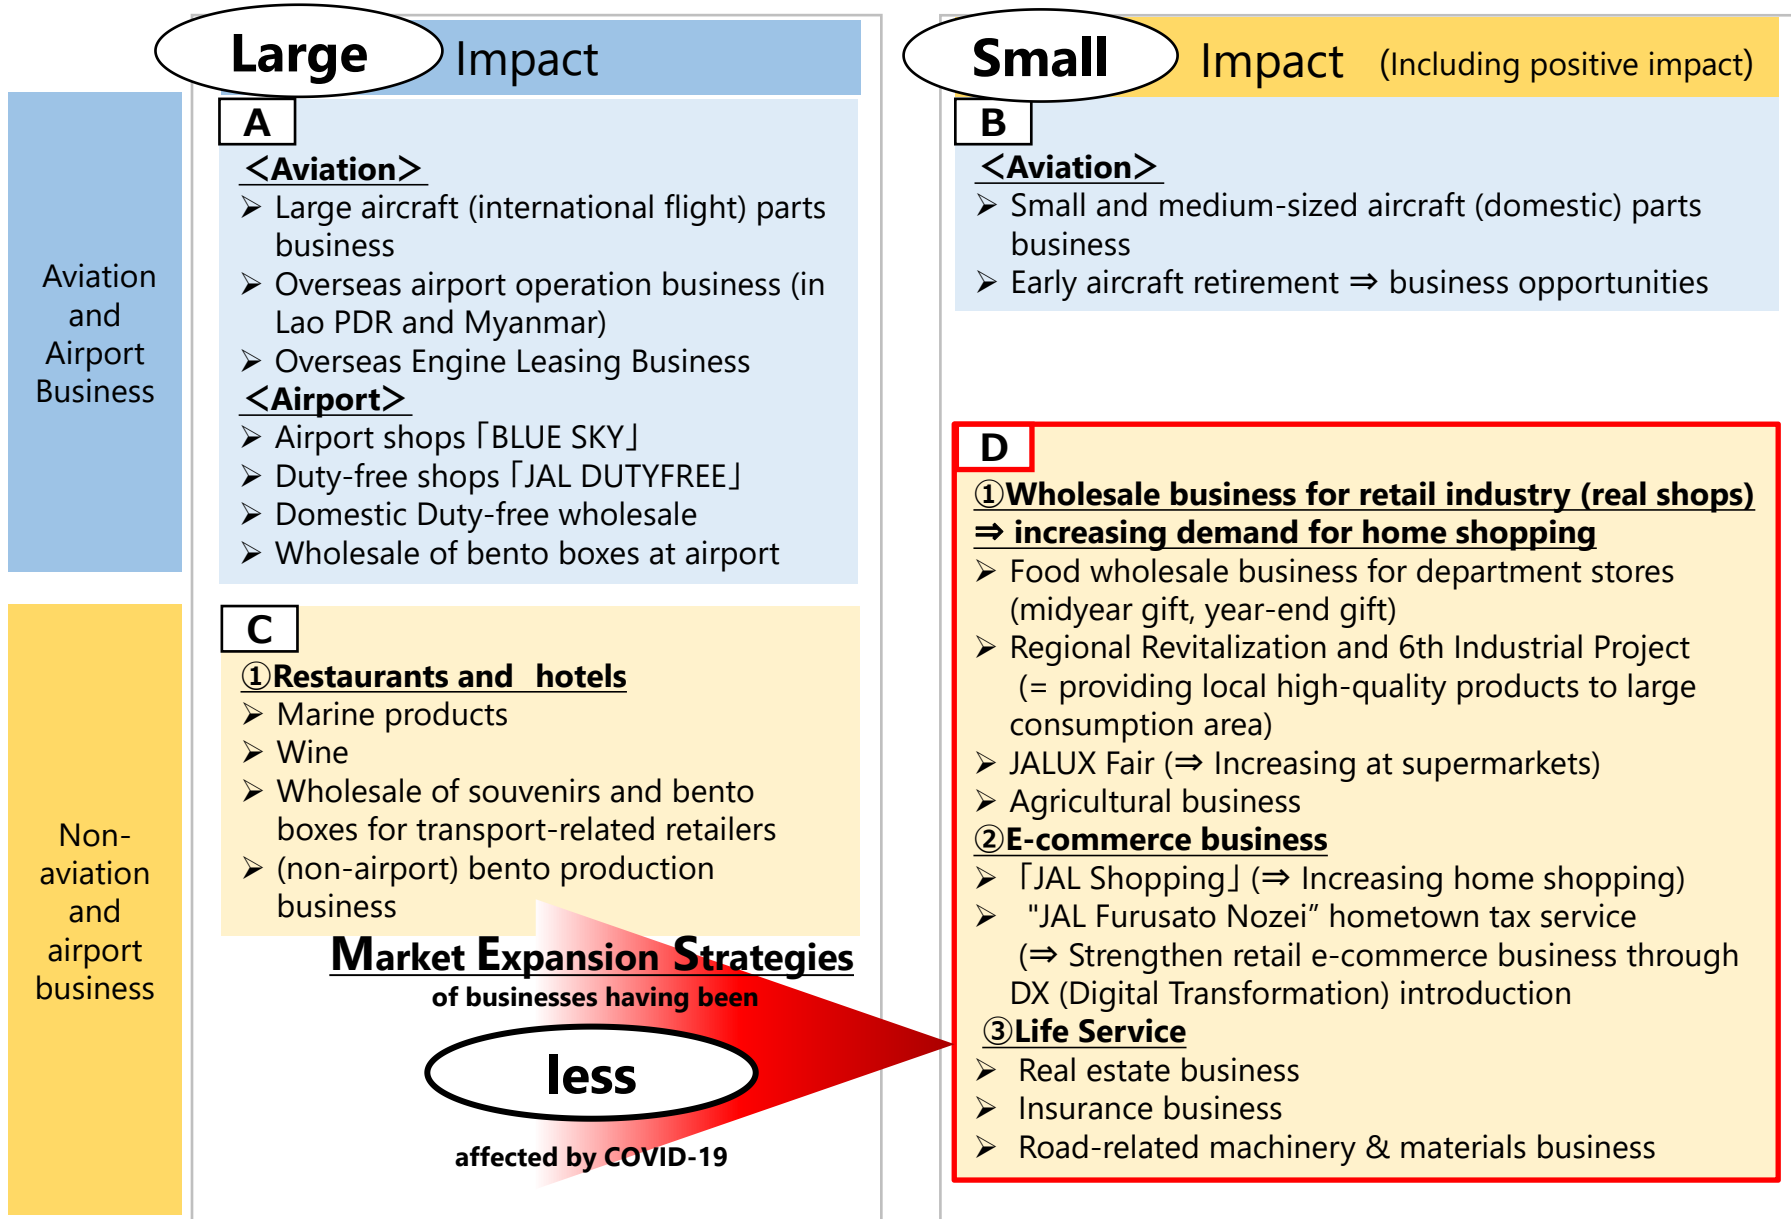 Large Impact
Small Impact (Including positive impact)
Aviation
and
Airport
Business
A
<Aviation>
➢ Large aircraft (international flight) parts
business
➢ Overseas airport operation business (in
Lao PDR and Myanmar)
➢ Overseas Engine Leasing Business
<Airport>
➢ Airport shops ｢BLUE SKY｣
➢ Duty-free shops ｢JAL DUTYFREE｣
➢ Domestic Duty-free wholesale
➢ Wholesale of bento boxes at airport
B
<Aviation>
➢ Small and medium-sized aircraft (domestic) parts
business
➢ Early aircraft retirement ⇒ business opportunities
Non-
aviation
and
airport
business
C
①Restaurants and hotels
➢ Marine products
➢ Wine
➢ Wholesale of souvenirs and bento
boxes for transport-related retailers
➢ (non-airport) bento production
business
Market Expansion Strategies
of businesses having been
less
affected by COVID-19
D
①Wholesale business for retail industry (real shops)
⇒ increasing demand for home shopping
➢ Food wholesale business for department stores
(midyear gift, year-end gift)
➢ Regional Revitalization and 6th Industrial Project
(= providing local high-quality products to large
consumption area)
➢ JALUX Fair (⇒ Increasing at supermarkets)
➢ Agricultural business
②E-commerce business
➢ ｢JAL Shopping｣ (⇒ Increasing home shopping)
➢ "JAL Furusato Nozei” hometown tax service
(⇒ Strengthen retail e-commerce business through
DX (Digital Transformation) introduction
③Life Service
➢ Real estate business
➢ Insurance business
➢ Road-related machinery & materials business